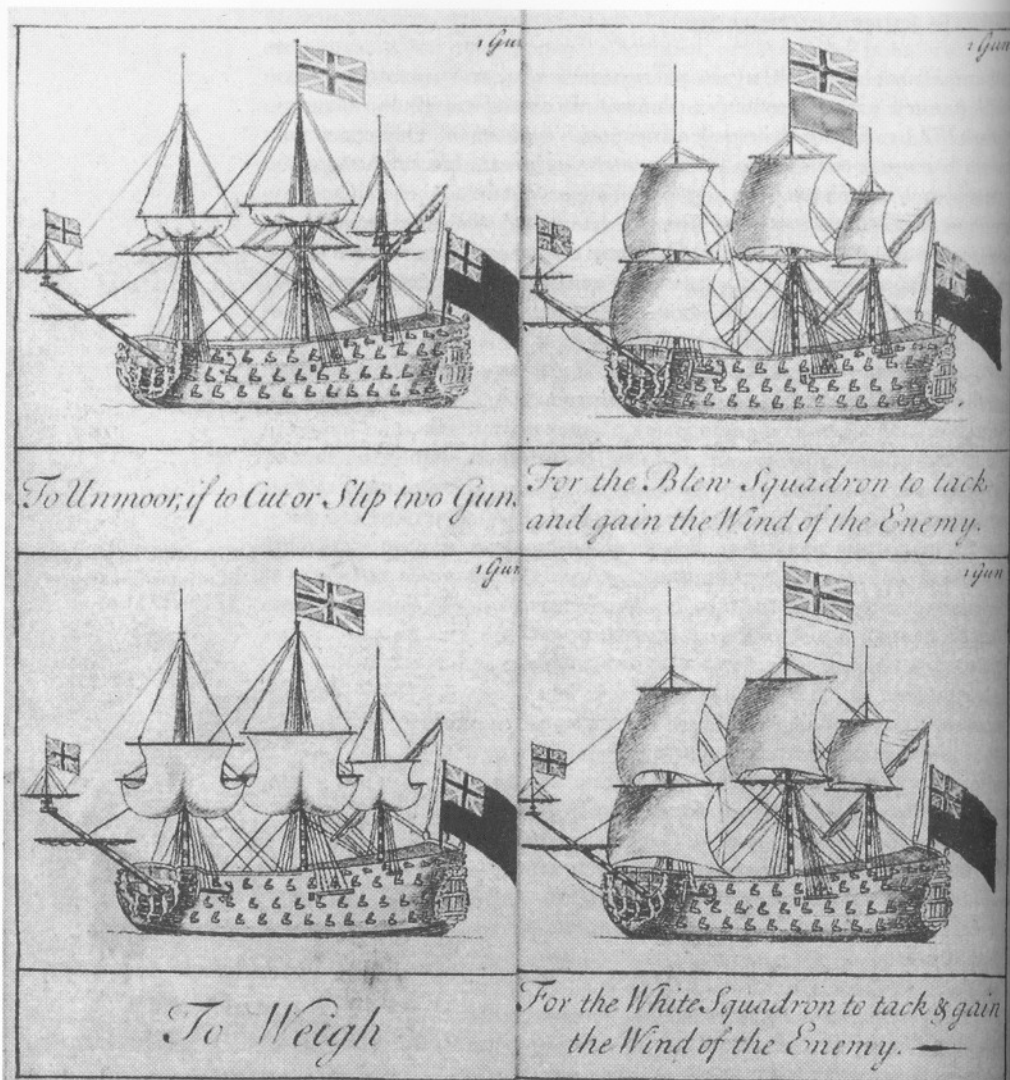 1 Gun
To Unmoor, if to Cut or Slip two Gun.
1 Gun
For the Blew Squadron to tack
and gain the Wind of the Enemy.
1 Gun
To Weigh
1 Gun
For the White Squadron to tack & gain
the Wind of the Enemy.